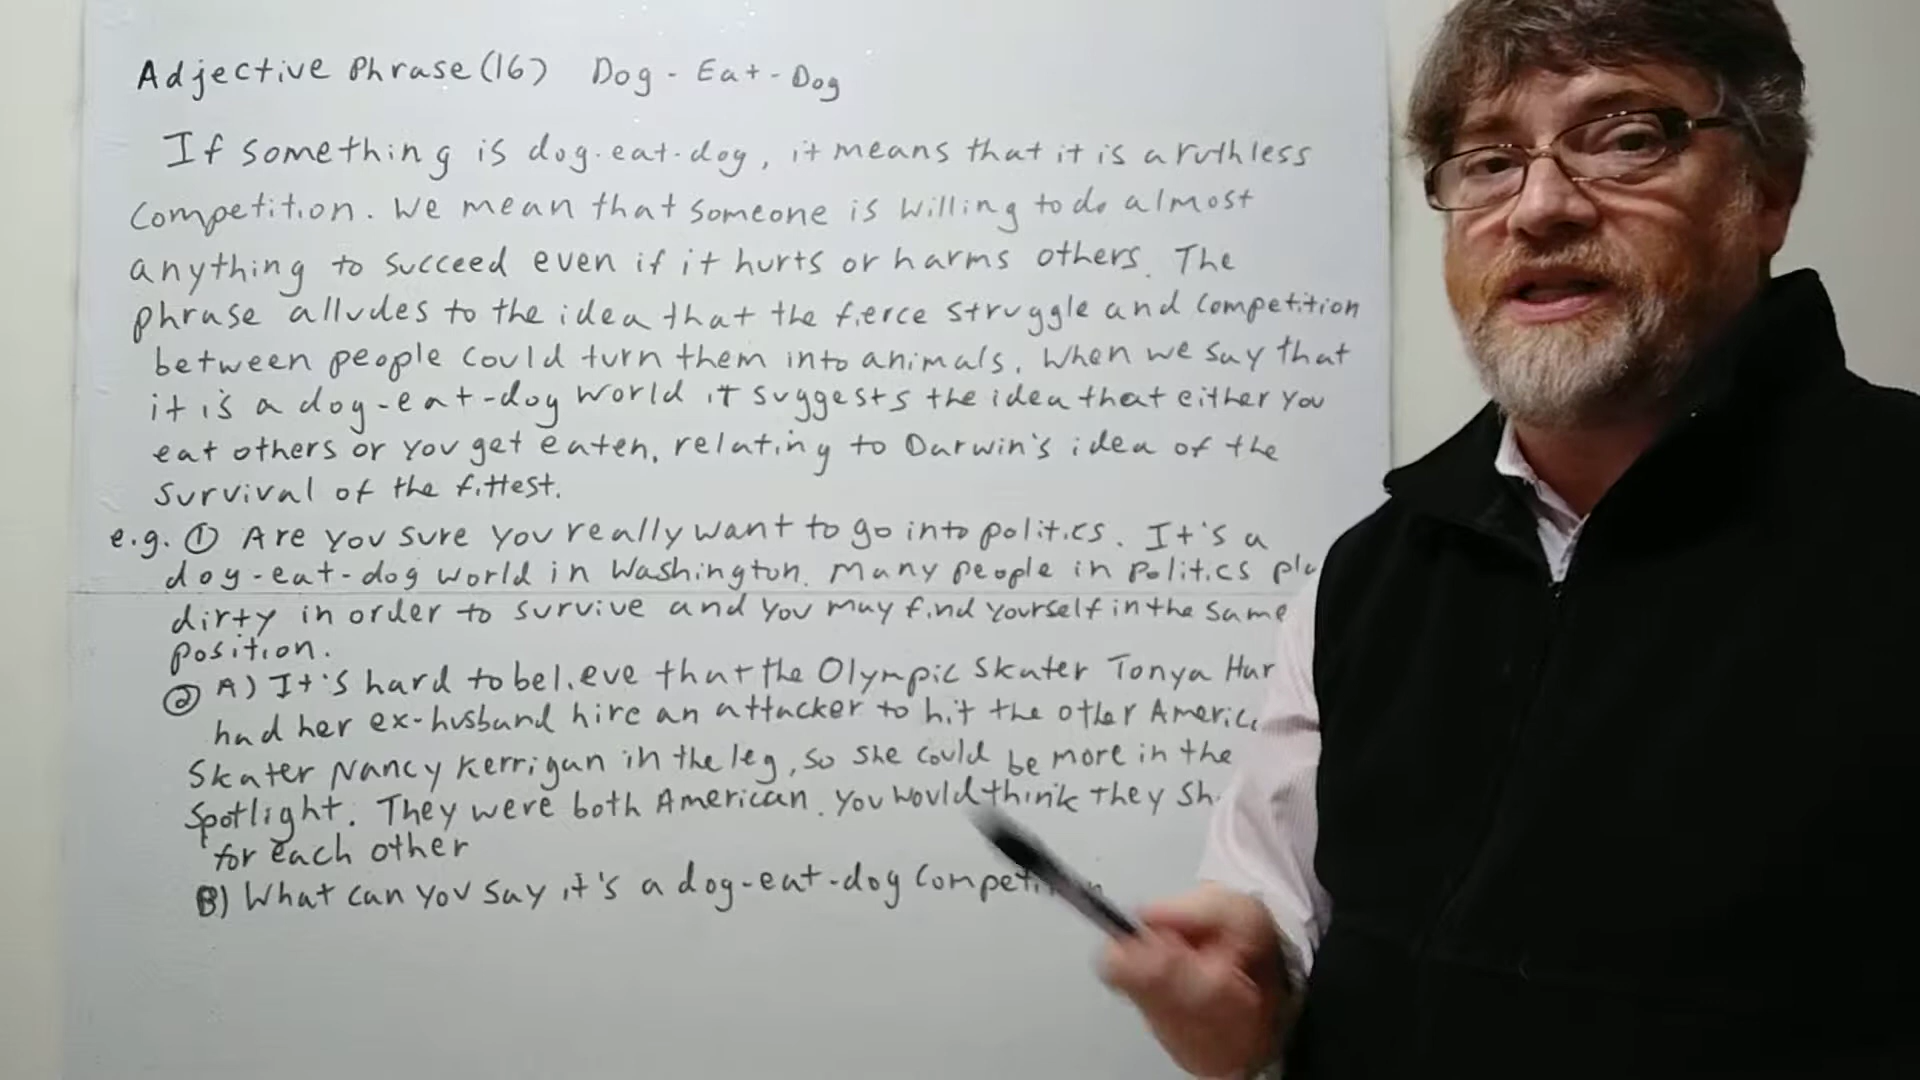 Adjective Phrase (16) Dog - Eat - Dog
If something is dog-eat-dog, it means that it is a ruthless
competition. We mean that someone is willing to do almost
anything to succeed even if it hurts or harms others. The
phrase alludes to the idea that the fierce struggle and competition
between people could turn them into animals. When we say that
it is a dog-eat-dog world it suggests the idea that either you
eat others or you get eaten, relating to Darwin's idea of the
survival of the fittest.
e.g. ① Are you sure you really want to go into politics. It's a
dog-eat-dog world in Washington. Many people in politics
dirty in order to survive and you may find yourself in the same
position.
② A) It's hard to believe that the Olympic skater Tonya
had her ex-husband hire an attacker to hit the other
skater Nancy Kerrigan in the leg, so she could be more in the
spotlight. They were both American. You would think they
for each other
B) What can you say it's a dog-eat-dog